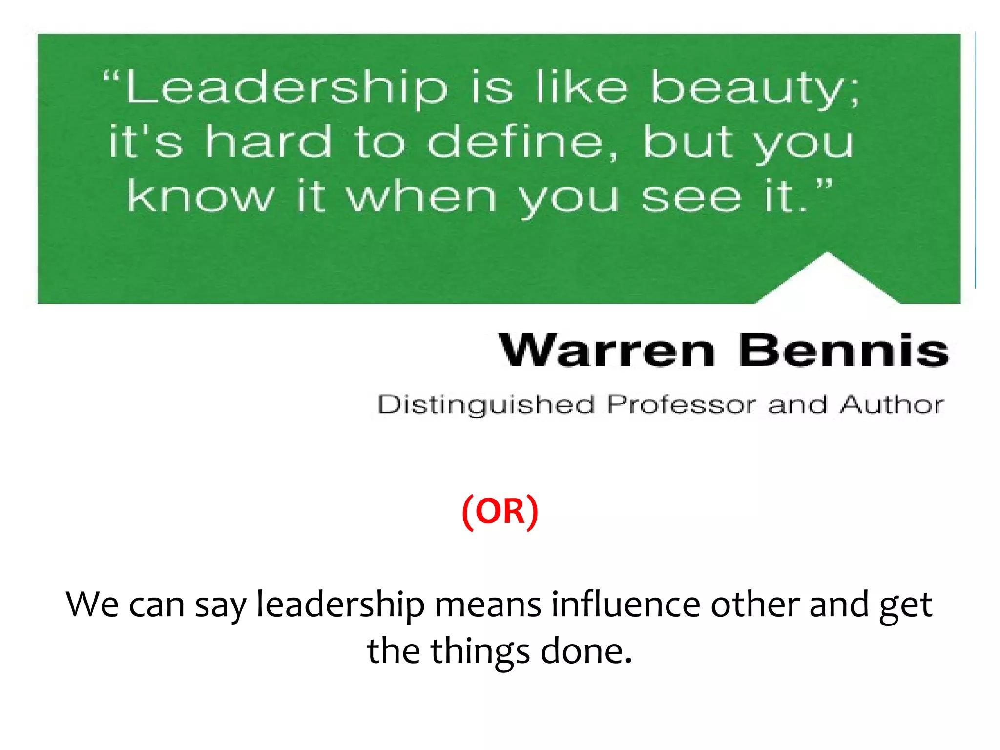 “Leadership is like beauty;
it's hard to define, but you
know it when you see it.”
Warren Bennis
Distinguished Professor and Author
(OR)
We can say leadership means influence other and get
the things done.